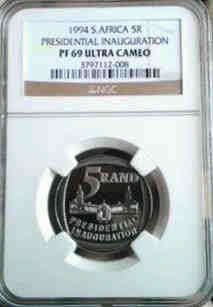 1994 S.AFRICA 5R
PRESIDENTIAL INAUGURATION
PF 69 ULTRA CAMEO
3797112-008
NGC
5 RAND
PRESIDENTIAL
INAUGURATION